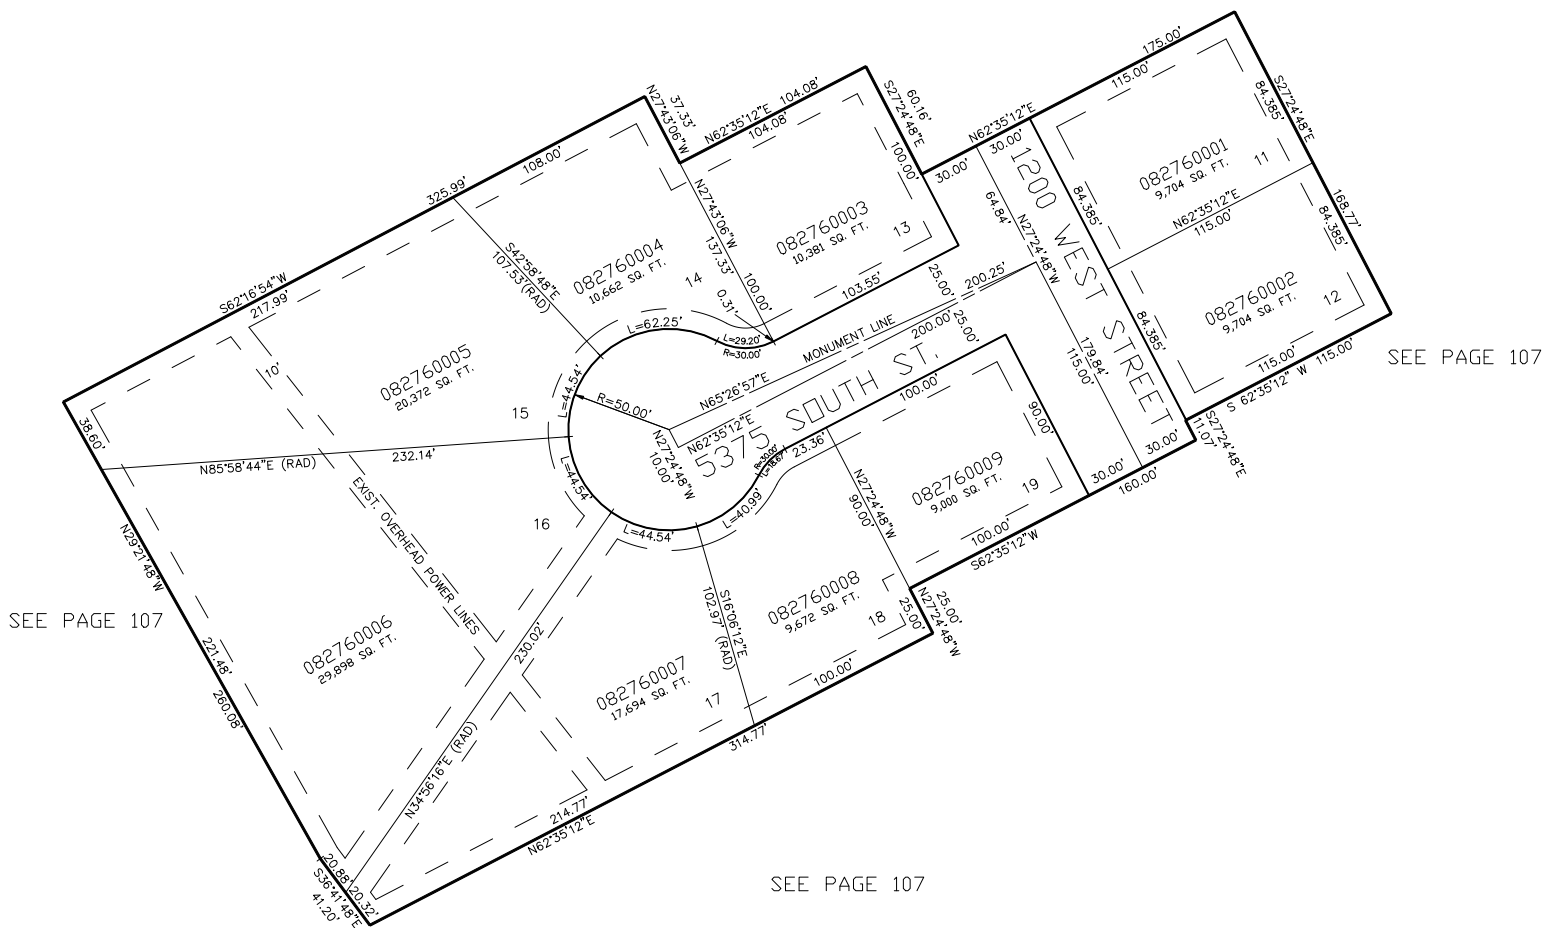 175.00'
115.00'
S27°24'48"E
84.385'
N62°35'12"E
30.00'
30.00'
082760001
9,704 SQ. FT.
11
84.385'
N62°35'12"E
115.00'
168.77'
84.385'
082760002
9,704 SQ. FT.
12
84.385'
115.00'
S 62°35'12" W 115.00'
SEE PAGE 107
S27°24'48"E
11.07'
1200 WEST STREET
64.84'
N27°24'48"W
179.84'
115.00'
30.00'
30.00'
160.00'
37.33'
N27°43'06"W
N62°35'12"E 104.08'
104.08'
60.16'
S27°24'48"E
100.00'
082760003
10,381 SQ. FT.
13
N27°43'06"W
137.33'
100.00'
0.31'
103.55'
25.00'
200.25'
200.00'
25.00'
MONUMENT LINE
N65°26'57"E
N62°35'12"E
5375 SOUTH ST.
N27°24'48"W
10.00'
R=50.00'
108.00'
325.99'
S62°16'54"W
217.99'
S42°58'48"E
107.53'(RAD)
082760004
10,662 SQ. FT.
14
L=62.25'
L=29.20'
R=30.00'
10'
082760005
20,372 SQ. FT.
15
L=44.54'
38.60'
N85°58'44"E (RAD)
232.14'
EXIST. OVERHEAD POWER LINES
L=44.54'
16
N29°21'48"W
221.48'
260.08'
082760006
29,898 SQ. FT.
SEE PAGE 107
230.02'
N34°56'16"E (RAD)
20.88'
20.32'
S36°41'48"E
41.20'
L=44.54'
L=40.99'
R=30.00'
L=18.67'
23.36'
100.00'
90.00'
082760007
17,694 SQ. FT.
17
S16°06'12"E
102.97' (RAD)
082760008
9,672 SQ. FT.
18
N27°24'48"W
90.00'
082760009
9,000 SQ. FT.
19
100.00'
S62°35'12"W
25.00'
25.00'
N27°24'48"W
100.00'
314.77'
214.77'
N62°35'12"E
SEE PAGE 107